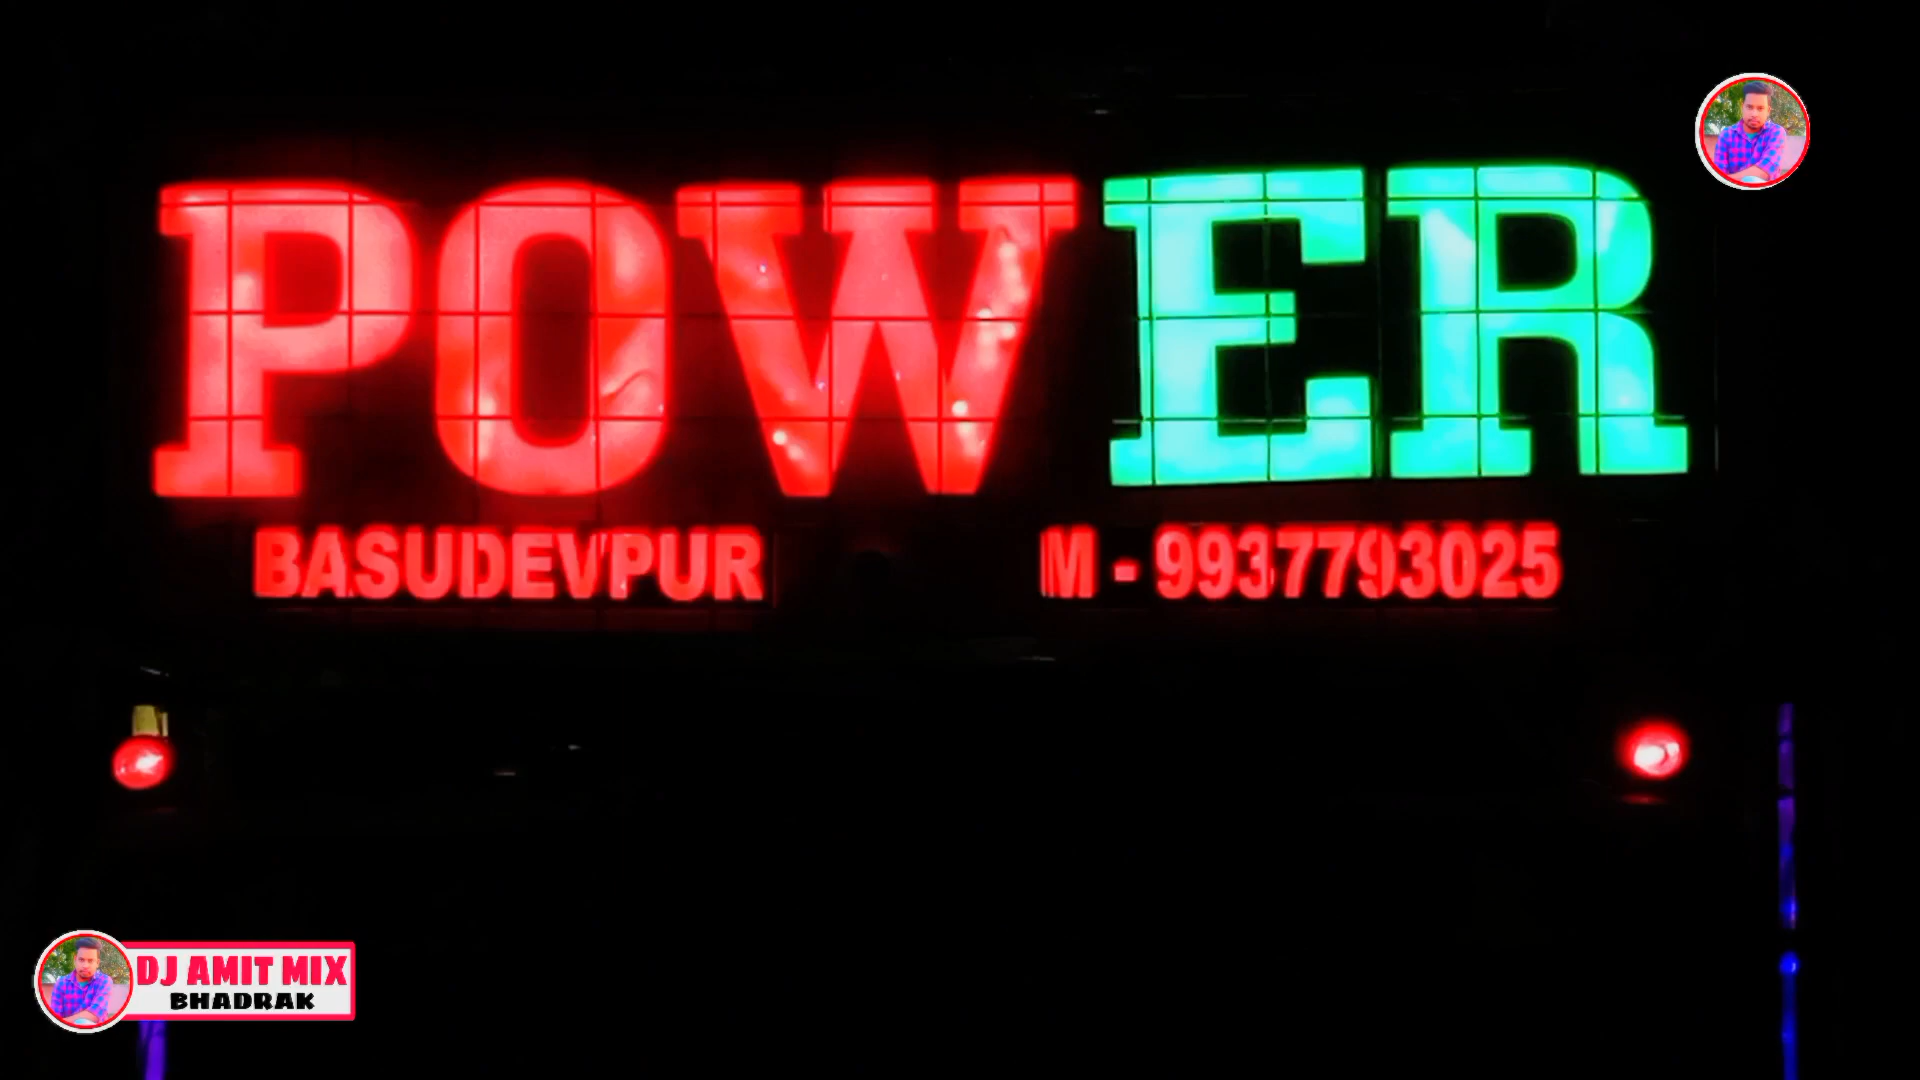 POWER
BASUDEVPUR
M - 9937793025
DJ AMIT MIX
BHADRAK